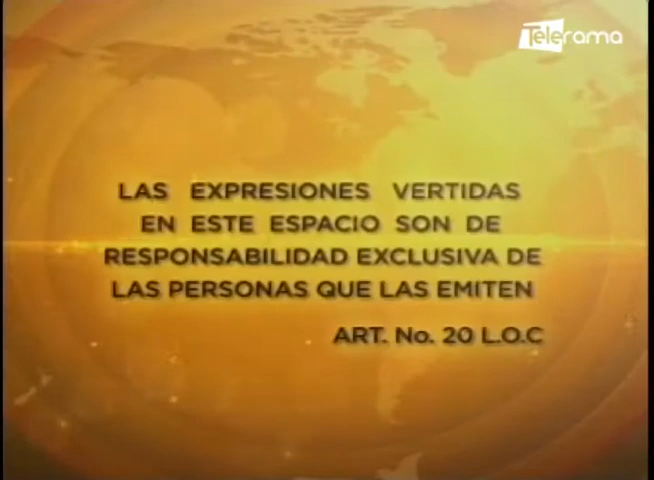 Telerama
LAS EXPRESIONES VERTIDAS
EN ESTE ESPACIO SON DE
RESPONSABILIDAD EXCLUSIVA DE
LAS PERSONAS QUE LAS EMITEN
ART. No. 20 L.O.C